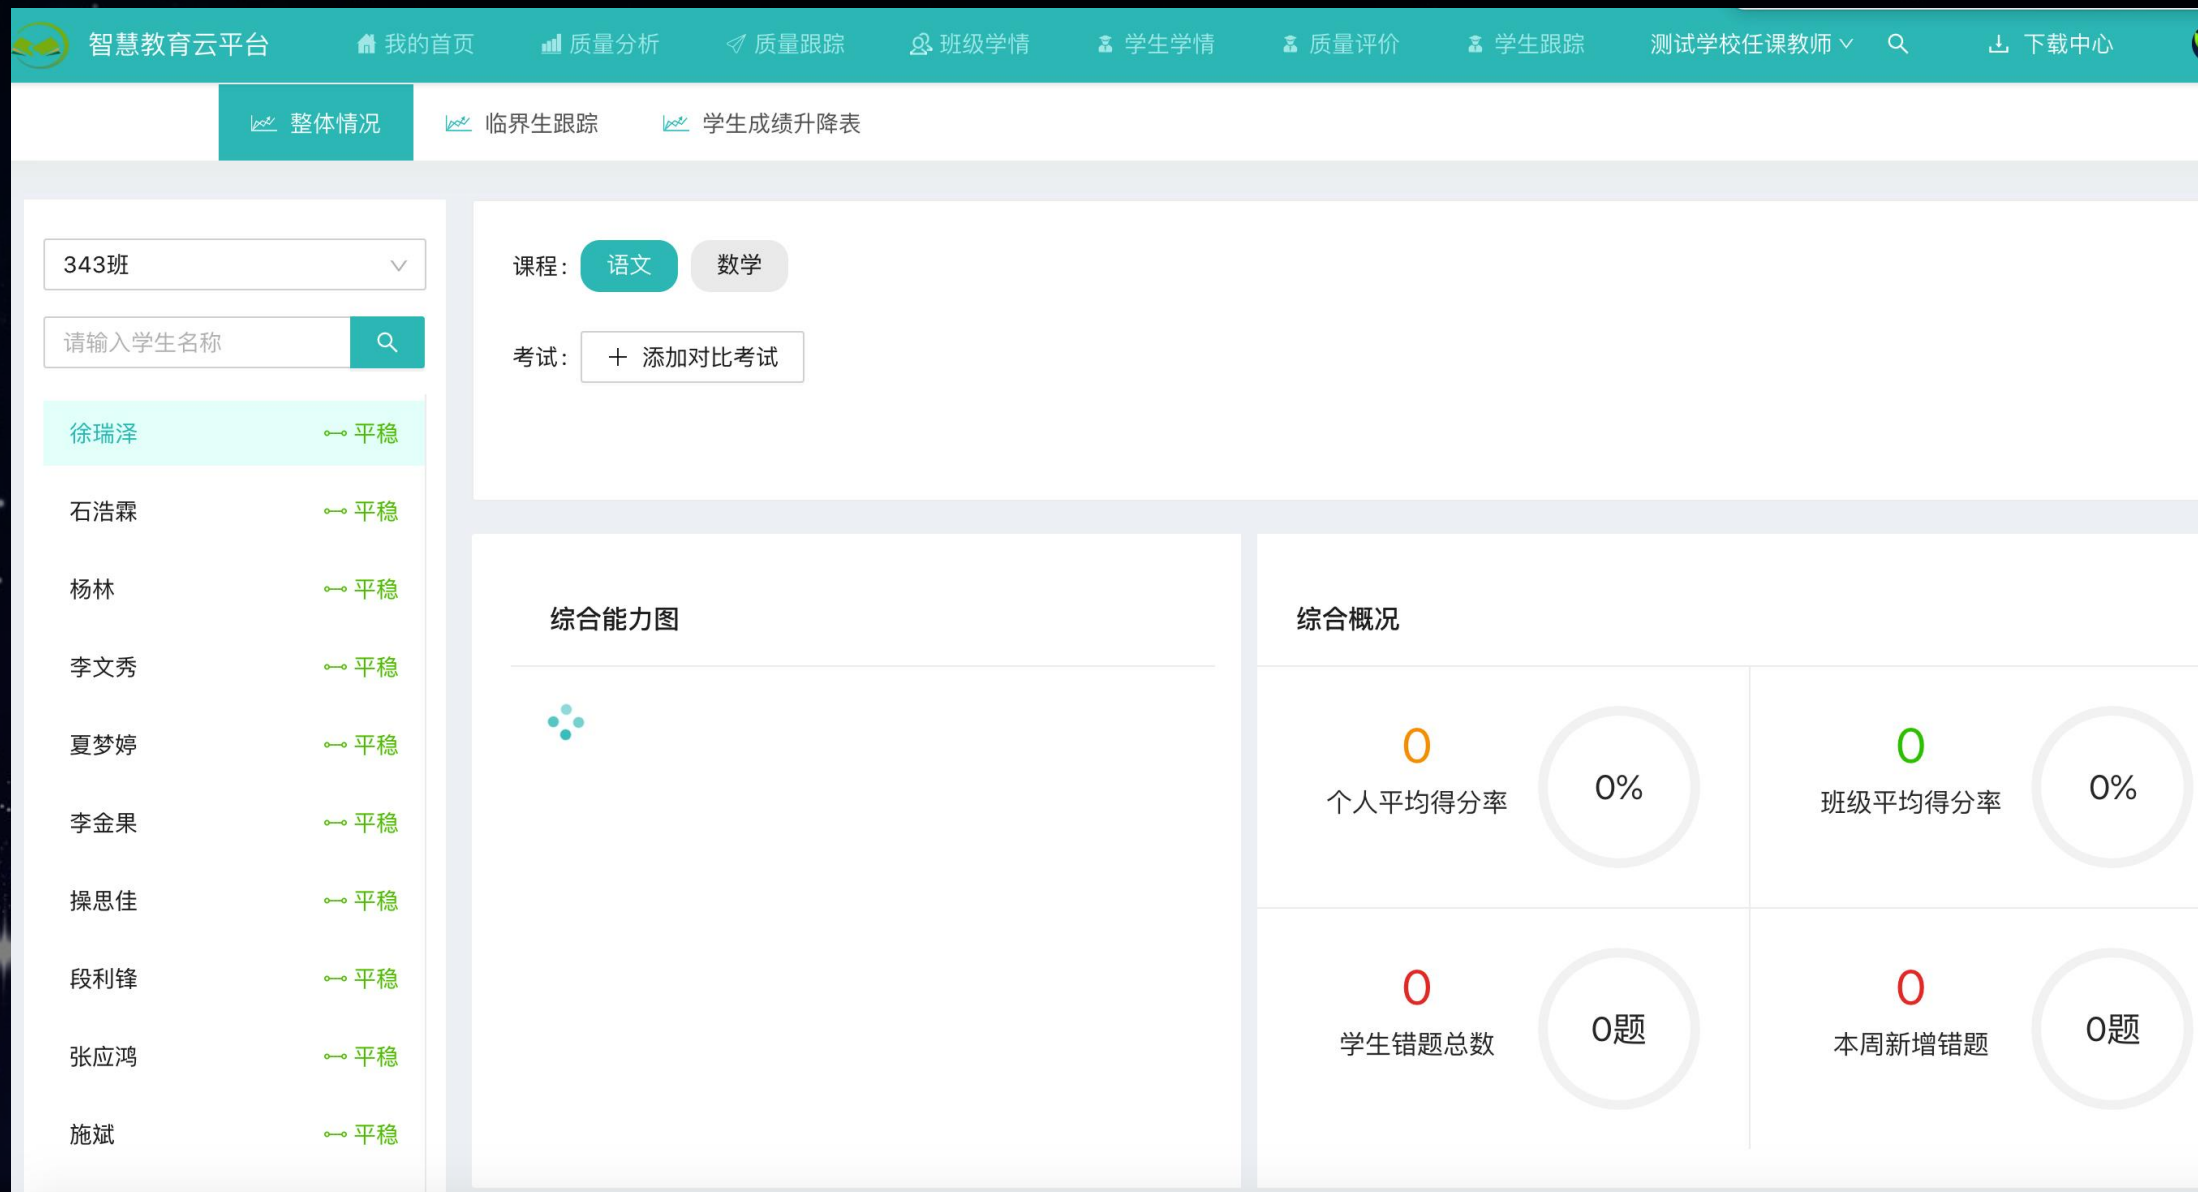 智慧教育云平台 我的首页 质量分析 质量跟踪 班级学情 学生学情 质量评价 学生跟踪 测试学校任课教师 下载中心
整体情况 临界生跟踪 学生成绩升降表
343班
请输入学生名称
徐瑞泽 平稳
石浩霖 平稳
杨林 平稳
李文秀 平稳
夏梦婷 平稳
李金果 平稳
操思佳 平稳
段利锋 平稳
张应鸿 平稳
施斌 平稳
课程: 语文 数学
考试: 添加对比考试
综合能力图
综合概况
0
个人平均得分率
0%
0
班级平均得分率
0%
0
学生错题总数
0题
0
本周新增错题
0题